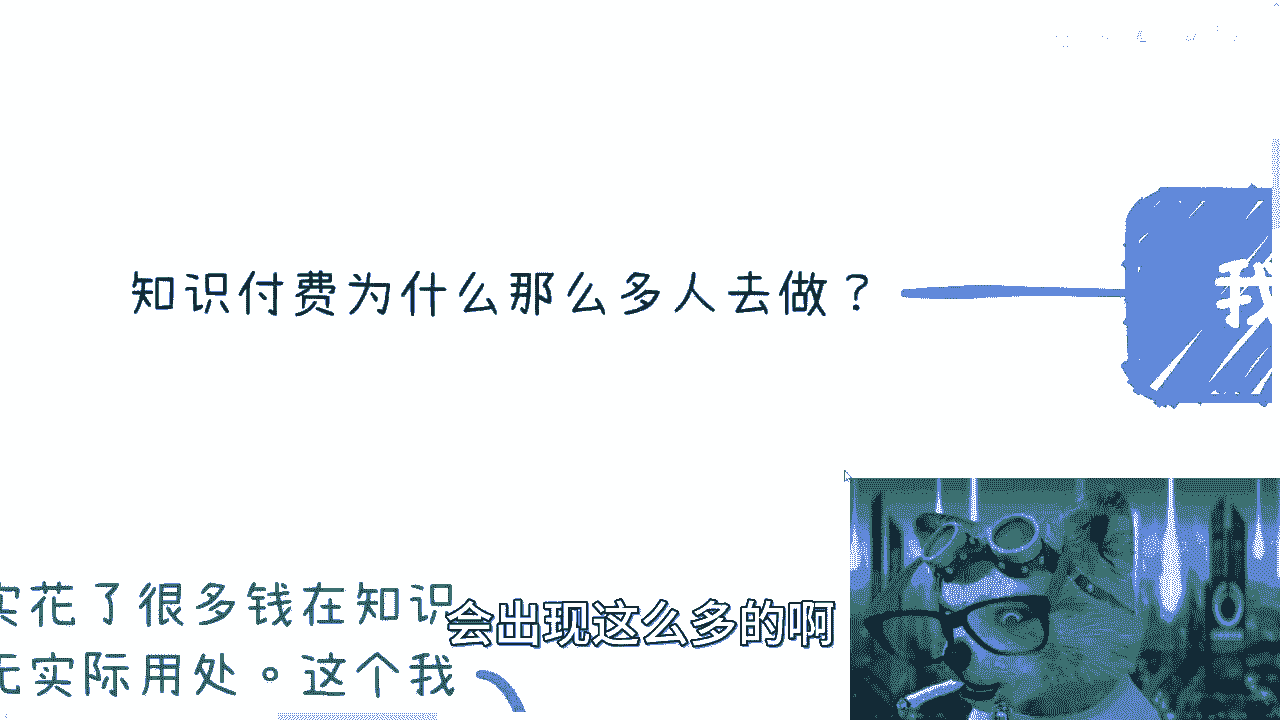 知识付费为什么那么多人去做？
我
实花了很多钱在知识
会出现这么多的啊
无实际用处。这个我